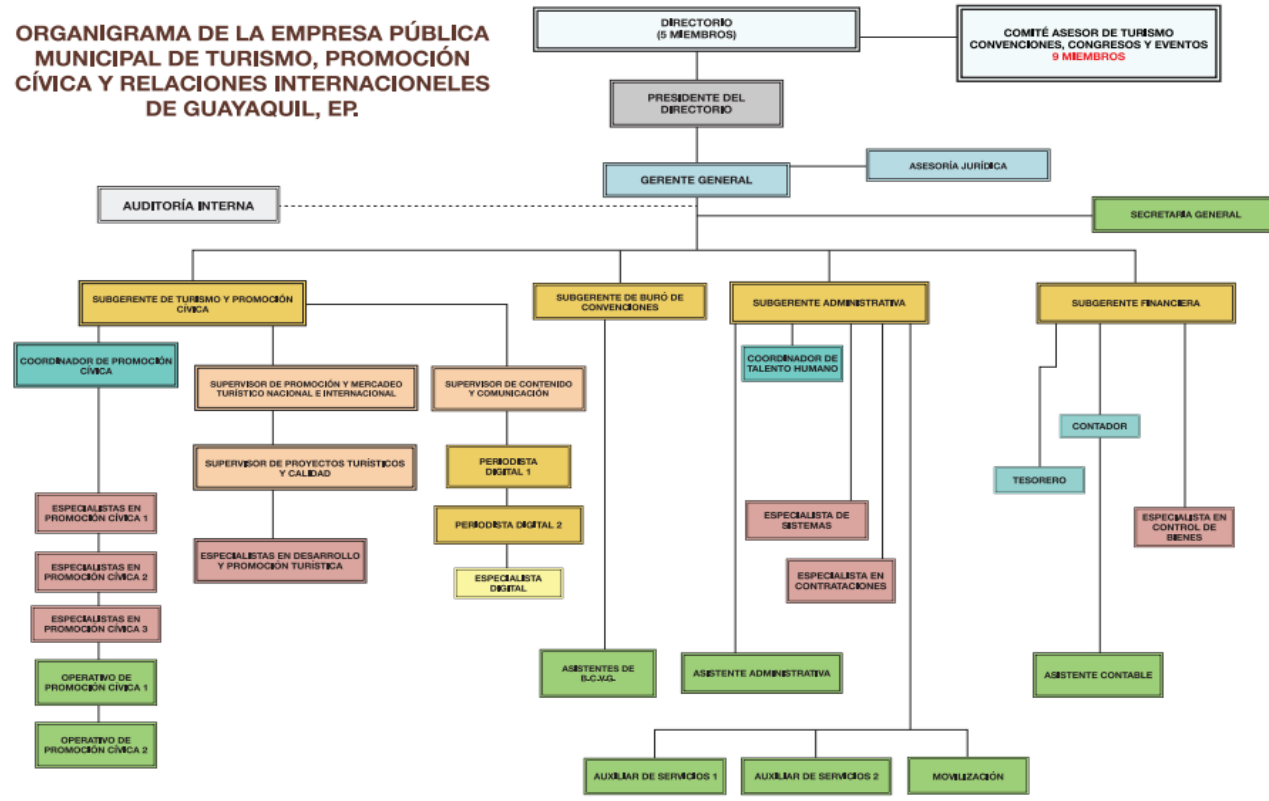 ORGANIGRAMA DE LA EMPRESA PÚBLICA
MUNICIPAL DE TURISMO, PROMOCIÓN
CÍVICA Y RELACIONES INTERNACIONELES
DE GUAYAQUIL, EP.
DIRECTORIO
(5 MIEMBROS)
COMITÉ ASESOR DE TURISMO
CONVENCIONES, CONGRESOS Y EVENTOS
9 MIEMBROS
PRESIDENTE DEL
DIRECTORIO
GERENTE GENERAL
ASESORÍA JURÍDICA
AUDITORÍA INTERNA
SECRETARÍA GENERAL
SUBGERENTE DE TURISMO Y PROMOCIÓN
CÍVICA
SUBGERENTE DE BURÓ DE
CONVENCIONES
SUBGERENTE ADMINISTRATIVA
SUBGERENTE FINANCIERA
COORDINADOR DE PROMOCIÓN
CÍVICA
SUPERVISOR DE PROMOCIÓN Y MERCADEO
TURÍSTICO NACIONAL E INTERNACIONAL
SUPERVISOR DE CONTENIDO
Y COMUNICACIÓN
COORDINADOR DE
TALENTO HUMANO
CONTADOR
SUPERVISOR DE PROYECTOS TURÍSTICOS
Y CALIDAD
PERIODISTA
DIGITAL 1
TESORERO
ESPECIALISTAS EN
PROMOCIÓN CÍVICA 1
PERIODISTA DIGITAL 2
ESPECIALISTA DE
SISTEMAS
ESPECIALISTA EN
CONTROL DE
BIENES
ESPECIALISTAS EN
PROMOCIÓN CÍVICA 2
ESPECIALISTAS EN DESARROLLO
Y PROMOCIÓN TURÍSTICA
ESPECIALISTA
DIGITAL
ESPECIALISTA EN
CONTRATACIONES
ESPECIALISTAS EN
PROMOCIÓN CÍVICA 3
OPERATIVO DE
PROMOCIÓN CÍVICA 1
ASISTENTES DE
B.C.V.G.
ASISTENTE ADMINISTRATIVA
ASISTENTE CONTABLE
OPERATIVO DE
PROMOCIÓN CÍVICA 2
AUXILIAR DE SERVICIOS 1
AUXILIAR DE SERVICIOS 2
MOVILIZACIÓN